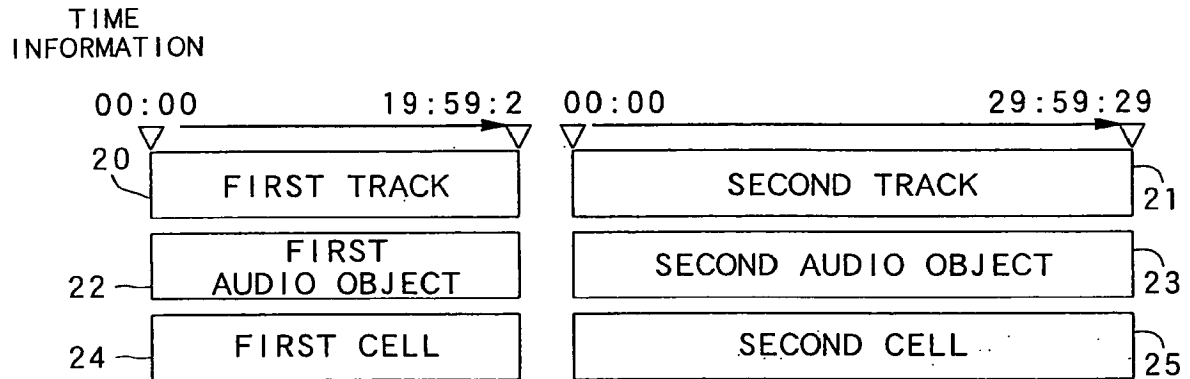 TIME
INFORMATION
00:00 19:59:2 00:00 29:59:29
20 FIRST TRACK SECOND TRACK 21
FIRST
AUDIO OBJECT
22 SECOND AUDIO OBJECT 23
24 FIRST CELL SECOND CELL 25